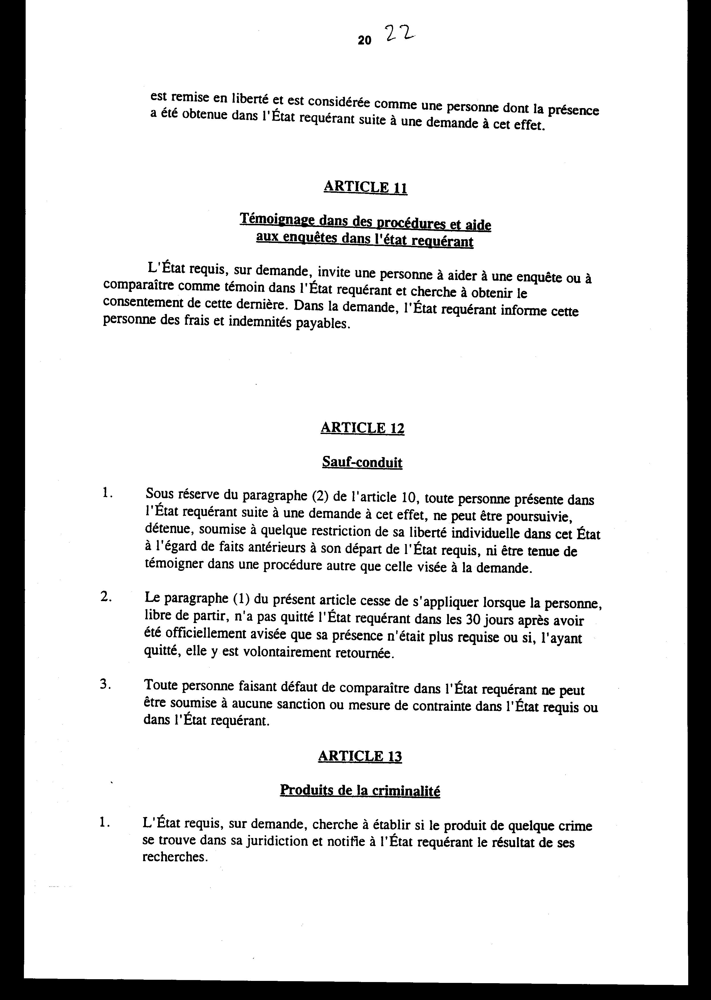 20 22
est remise en liberté et est considérée comme une personne dont la présence
a été obtenue dans l'État requérant suite à une demande à cet effet.
ARTICLE 11
Témoignage dans des procédures et aide
aux enquêtes dans l'état requérant
L'État requis, sur demande, invite une personne à aider à une enquête ou à
comparaître comme témoin dans l'État requérant et cherche à obtenir le
consentement de cette dernière. Dans la demande, l'État requérant informe cette
personne des frais et indemnités payables.
ARTICLE 12
Sauf-conduit
1. Sous réserve du paragraphe (2) de l'article 10, toute personne présente dans
l'État requérant suite à une demande à cet effet, ne peut être poursuivie,
détenue, soumise à quelque restriction de sa liberté individuelle dans cet État
à l'égard de faits antérieurs à son départ de l'État requis, ni être tenue de
témoigner dans une procédure autre que celle visée à la demande.
2. Le paragraphe (1) du présent article cesse de s'appliquer lorsque la personne,
libre de partir, n'a pas quitté l'État requérant dans les 30 jours après avoir
été officiellement avisée que sa présence n'était plus requise ou si, l'ayant
quitté, elle y est volontairement retournée.
3. Toute personne faisant défaut de comparaître dans l'État requérant ne peut
être soumise à aucune sanction ou mesure de contrainte dans l'État requis ou
dans l'État requérant.
ARTICLE 13
Produits de la criminalité
1. L'État requis, sur demande, cherche à établir si le produit de quelque crime
se trouve dans sa juridiction et notifie à l'État requérant le résultat de ses
recherches.